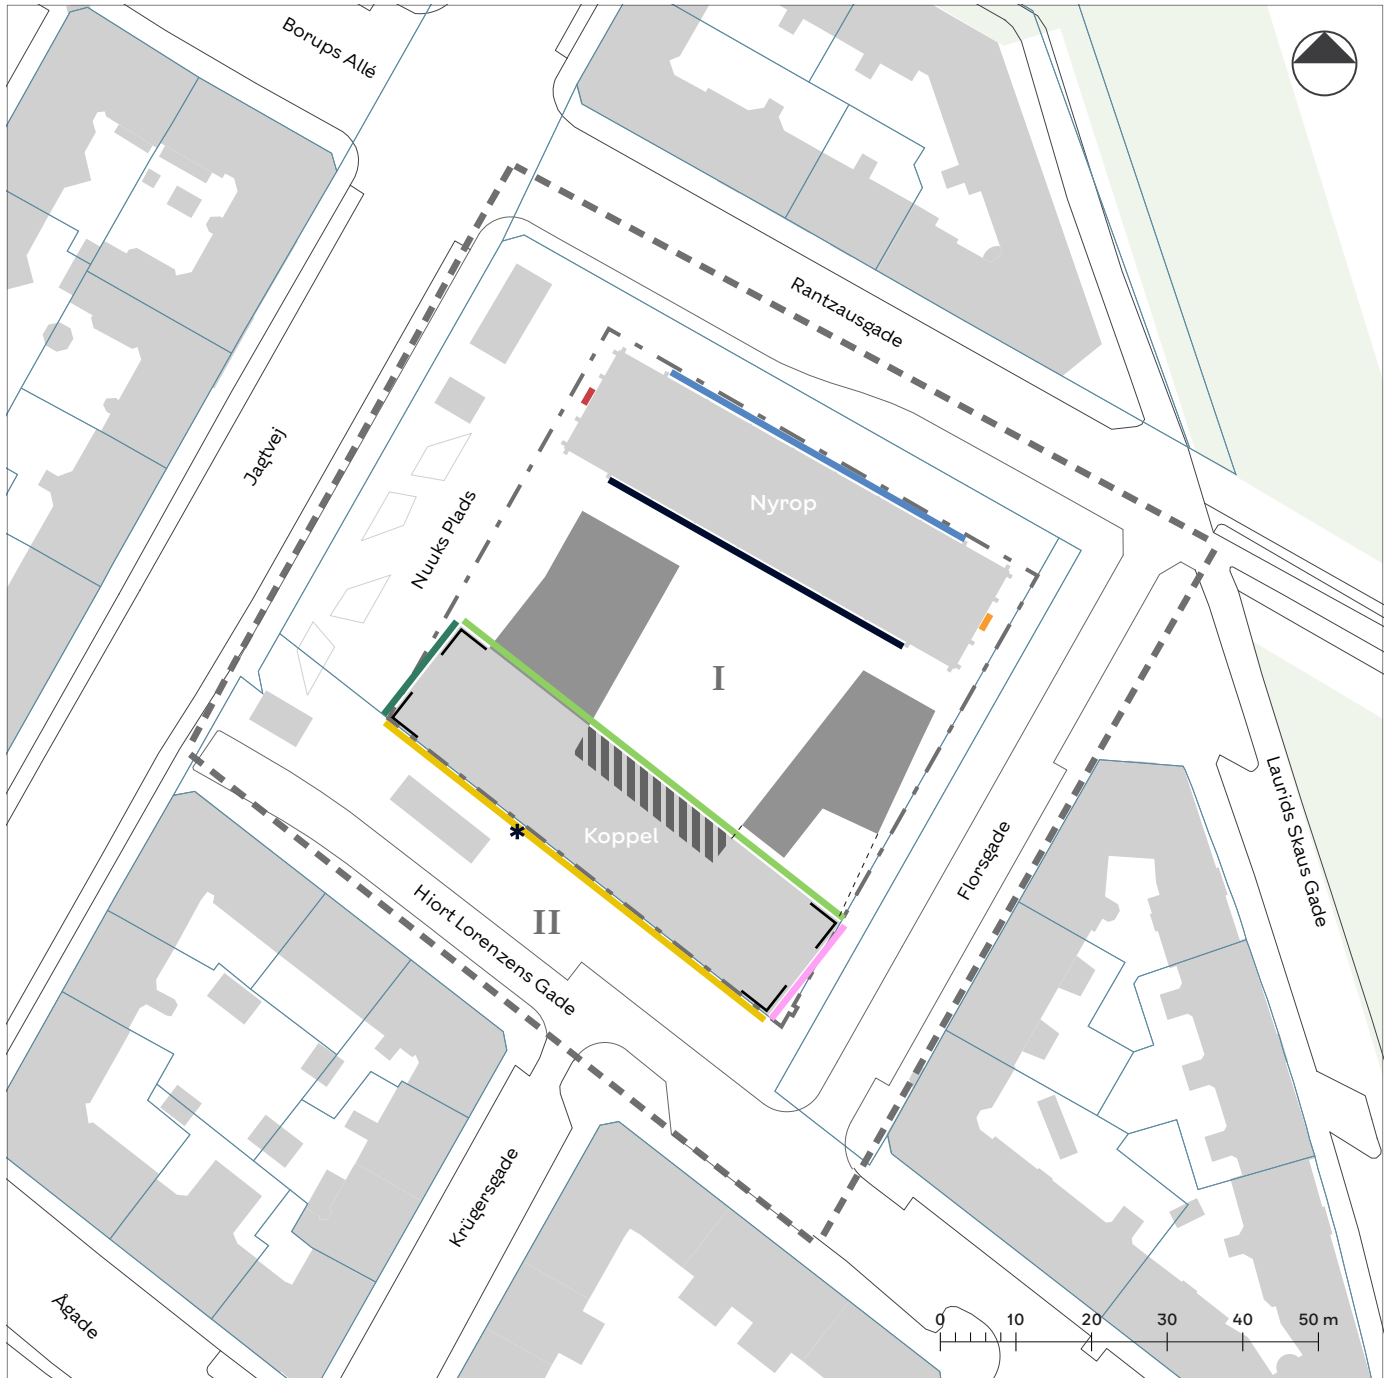 Borups Allé
Rantzausgade
Jagtvej
Nuuks Plads
Nyrop
I
Koppel
*
II
Hiort Lorenzens Gade
Florsgade
Laurids Skaus Gade
Krügersgade
Ågade
0 10 20 30 40 50 m